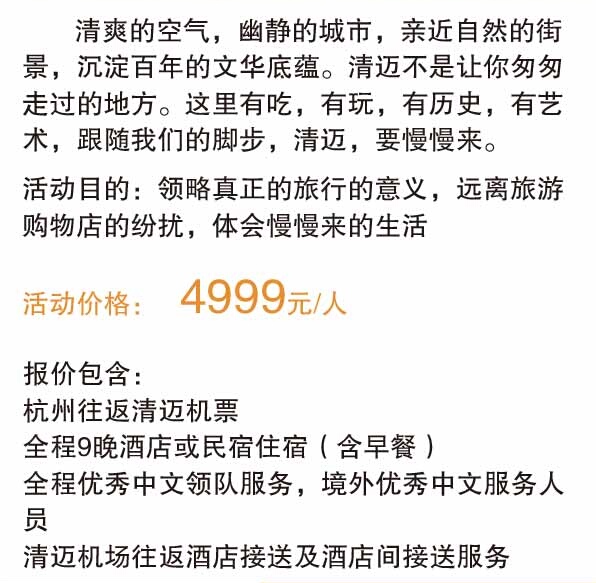 清爽的空气，幽静的城市，亲近自然的街
景，沉淀百年的文华底蕴。清迈不是让你匆匆
走过的地方。这里有吃，有玩，有历史，有艺
术，跟随我们的脚步，清迈，要慢慢来。
活动目的：领略真正的旅行的意义，远离旅游
购物店的纷扰，体会慢慢来的生活
活动价格： 4999元/人
报价包含：
杭州往返清迈机票
全程9晚酒店或民宿住宿（含早餐）
全程优秀中文领队服务，境外优秀中文服务人
员
清迈机场往返酒店接送及酒店间接送服务